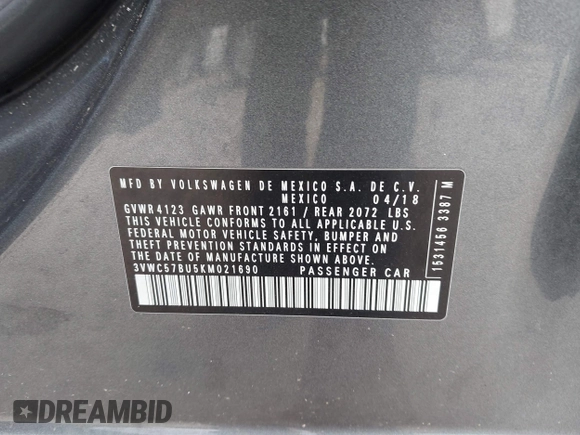 MFD BY VOLKSWAGEN DE MEXICO S.A. DE C.V.
MEXICO 04/18
GVWR 4123 GAWR FRONT 2161 / REAR 2072 LBS
THIS VEHICLE CONFORMS TO ALL APPLICABLE U.S.
FEDERAL MOTOR VEHICLE SAFETY, BUMPER AND
THEFT PREVENTION STANDARDS IN EFFECT ON THE
DATE OF MANUFACTURE SHOWN ABOVE.
3VWC57BU5KM021690 PASSENGER CAR
1531456 3387 M
DREAMBID